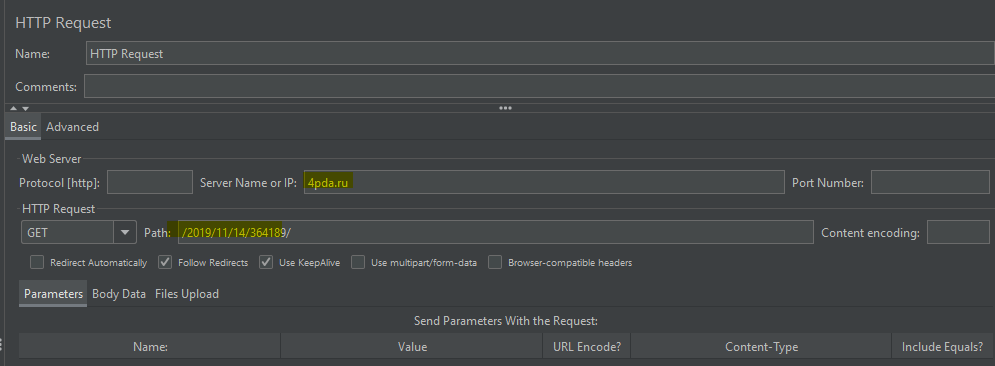 HTTP Request
Name: HTTP Request
Comments:
Basic Advanced
Web Server
Protocol [http]: Server Name or IP: 4pda.ru Port Number:
HTTP Request
GET Path: /2019/11/14/364189/ Content encoding:
Redirect Automatically Follow Redirects Use KeepAlive Use multipart/form-data Browser-compatible headers
Parameters Body Data Files Upload
Send Parameters With the Request:
Name: Value URL Encode? Content-Type Include Equals?